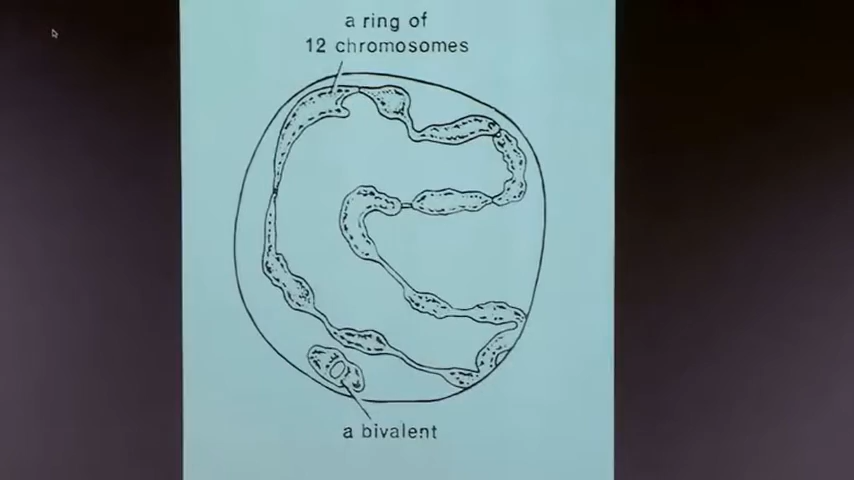 a ring of
12 chromosomes
a bivalent